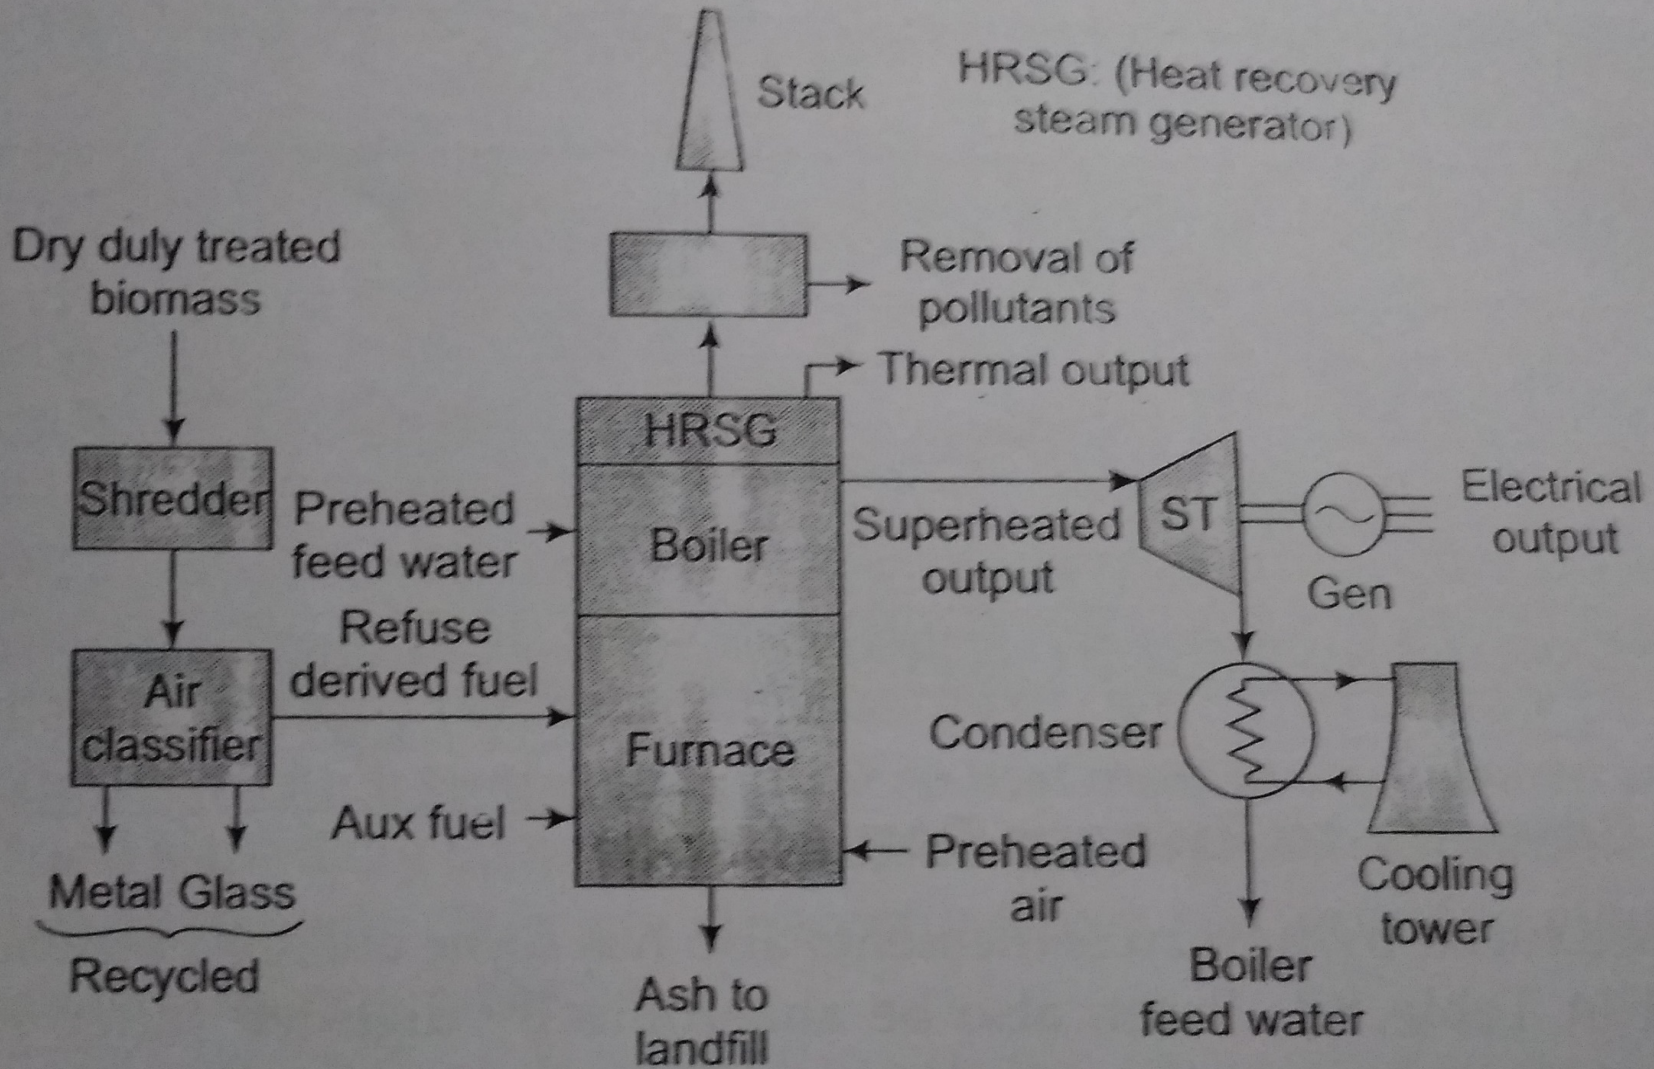 Stack
HRSG: (Heat recovery
steam generator)
Dry duly treated
biomass
Removal of
pollutants
Thermal output
HRSG
Shredder
Preheated
feed water
Boiler
Superheated
output
ST
Electrical
output
Gen
Refuse
derived fuel
Air
classifier
Furnace
Condenser
Aux fuel
Preheated
air
Cooling
tower
Metal Glass
Recycled
Ash to
landfill
Boiler
feed water